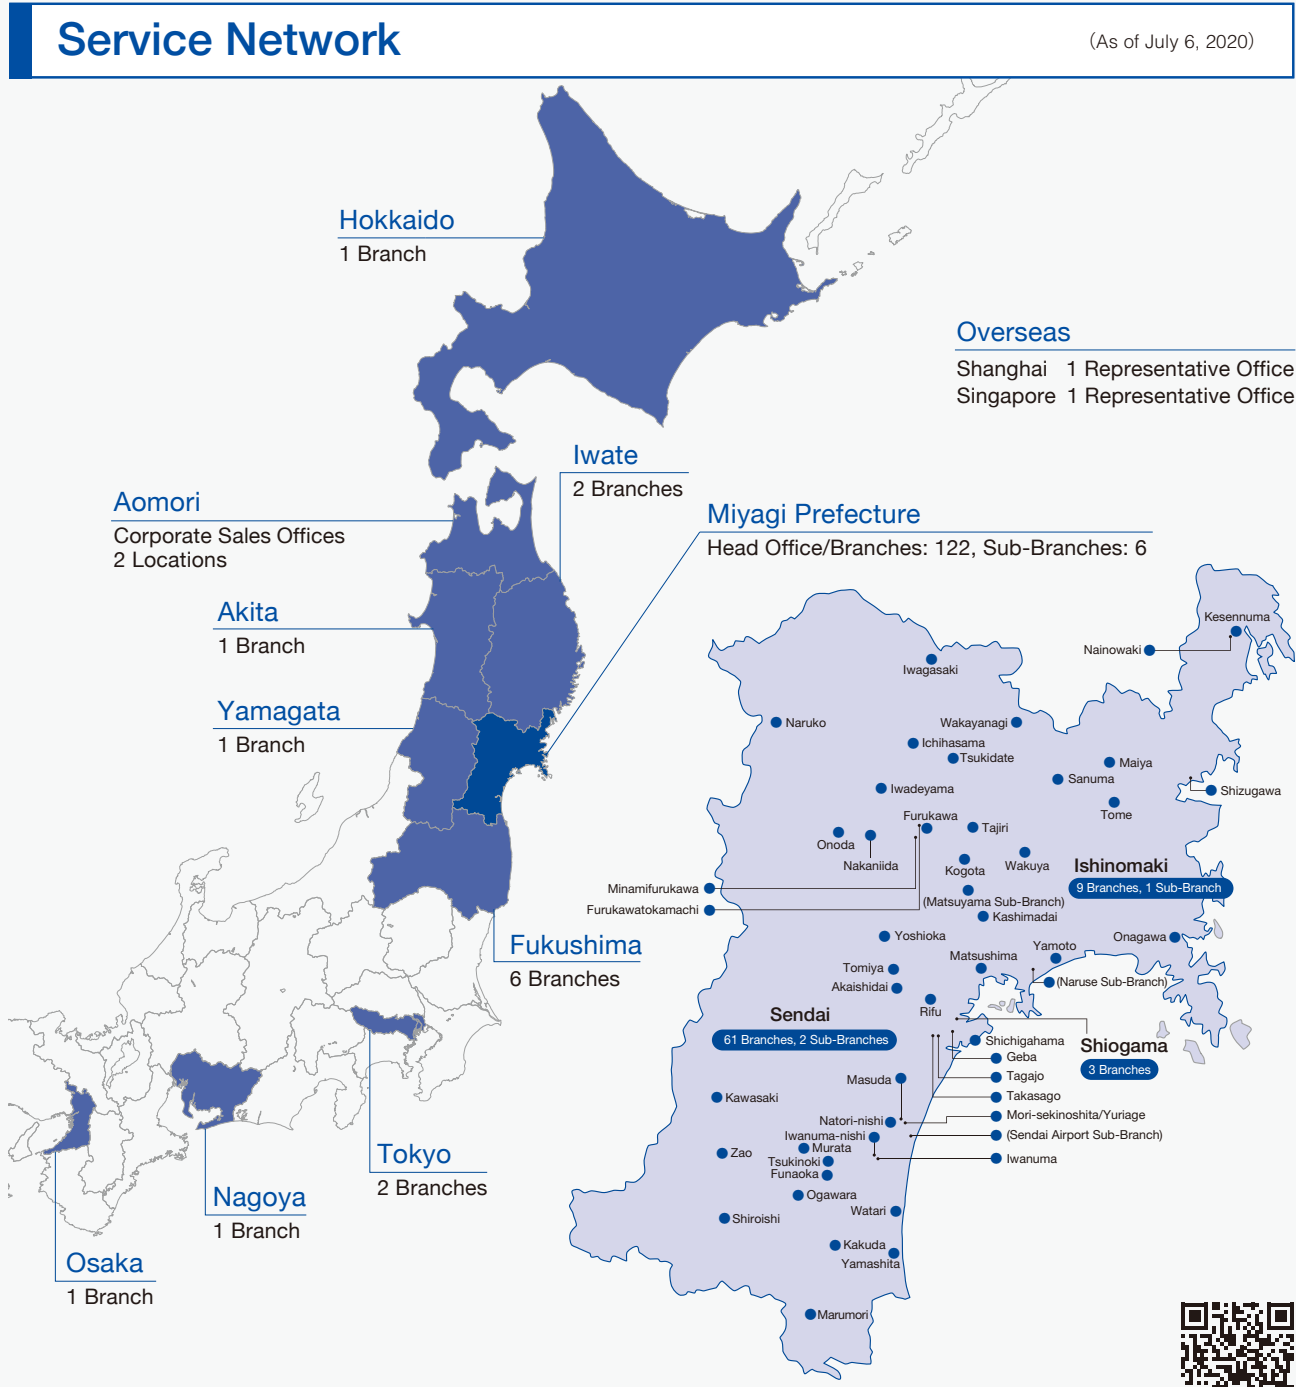 Service Network
(As of July 6, 2020)
Hokkaido
1 Branch
Overseas
Shanghai 1 Representative Office
Singapore 1 Representative Office
Iwate
2 Branches
Aomori
Corporate Sales Offices
2 Locations
Miyagi Prefecture
Head Office/Branches: 122, Sub-Branches: 6
Akita
1 Branch
Yamagata
1 Branch
Fukushima
6 Branches
Tokyo
2 Branches
Nagoya
1 Branch
Osaka
1 Branch
Kesennuma
Nainowaki
Iwagasaki
Naruko
Wakayanagi
Ichihasama
Tsukidate
Maiya
Sanuma
Shizugawa
Iwadeyama
Tome
Furukawa
Tajiri
Onoda
Nakaniida
Kogota
Wakuya
Ishinomaki
9 Branches, 1 Sub-Branch
Minamifurukawa
(Matsuyama Sub-Branch)
Furukawatokamachi
Kashimadai
Yoshioka
Onagawa
Yamoto
Matsushima
Tomiya
(Naruse Sub-Branch)
Akaishidai
Rifu
Sendai
61 Branches, 2 Sub-Branches
Shichigahama
Shiogama
3 Branches
Geba
Tagajo
Masuda
Takasago
Kawasaki
Mori-sekinoshita/Yuriage
Natori-nishi
(Sendai Airport Sub-Branch)
Iwanuma-nishi
Murata
Zao
Iwanuma
Tsukinoki
Funaoka
Ogawara
Watari
Shiroishi
Kakuda
Yamashita
Marumori